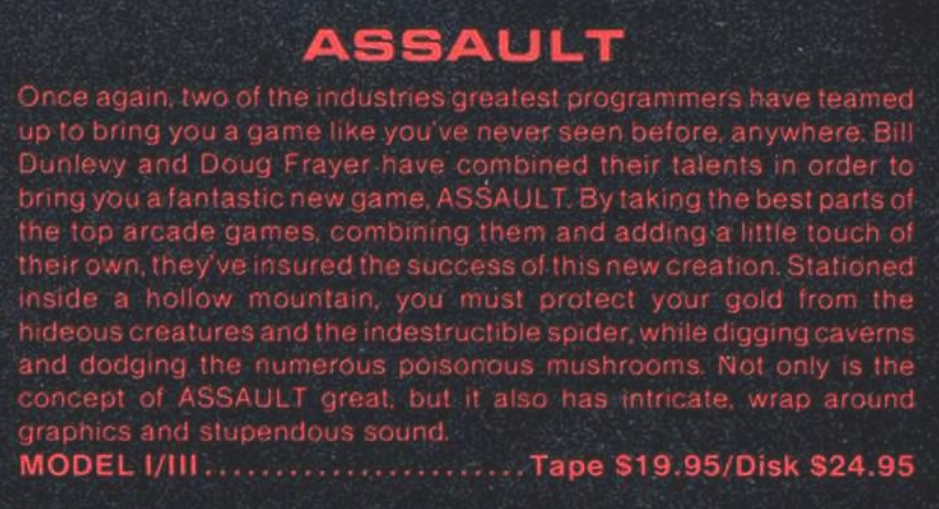 ASSAULT
Once again, two of the industries greatest programmers have teamed
up to bring you a game like you've never seen before, anywhere. Bill
Dunlevy and Doug Frayer have combined their talents in order to
bring you a fantastic new game, ASSAULT. By taking the best parts of
the top arcade games, combining them and adding a little touch of
their own, they've insured the success of this new creation. Stationed
inside a hollow mountain, you must protect your gold from the
hideous creatures and the indestructible spider, while digging caverns
and dodging the numerous poisonous mushrooms. Not only is the
concept of ASSAULT great, but it also has intricate, wrap around
graphics and stupendous sound.
MODEL I/III........................Tape $19.95/Disk $24.95